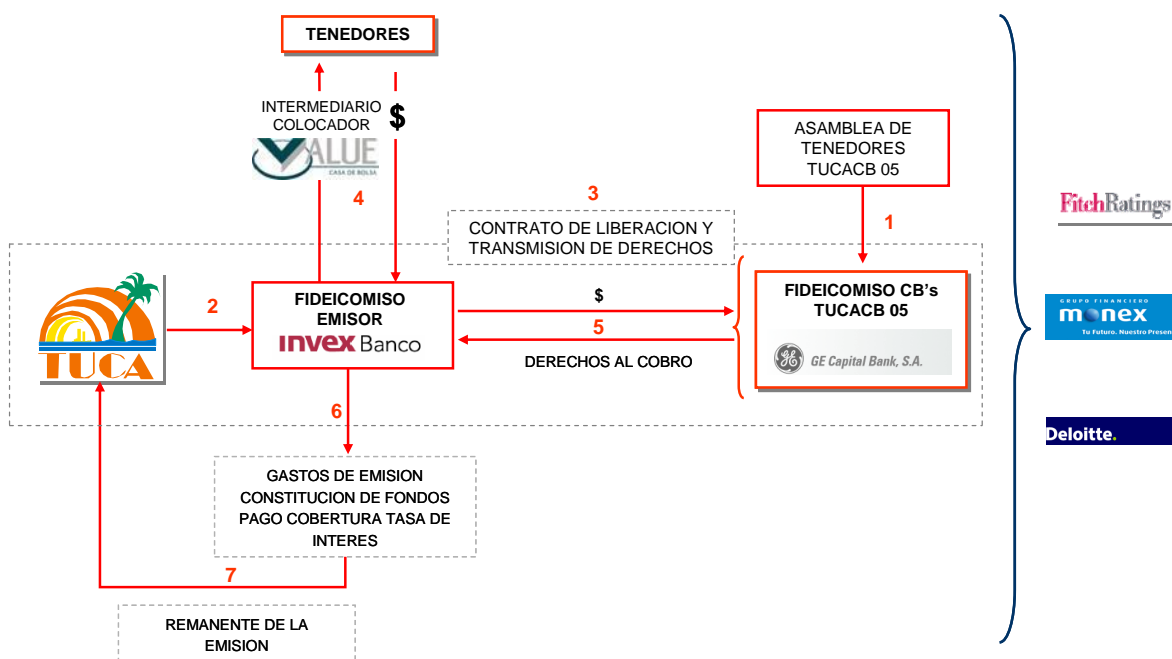 TENEDORES
INTERMEDIARIO
COLOCADOR
$
VALUE
CASA DE BOLSA
4
ASAMBLEA DE
TENEDORES
TUCACB 05
1
3
CONTRATO DE LIBERACION Y
TRANSMISION DE DERECHOS
FitchRatings
TUCA
2
FIDEICOMISO
EMISOR
invex Banco
$
5
DERECHOS AL COBRO
FIDEICOMISO CB's
TUCACB 05
GE
GE Capital Bank, S.A.
GRUPO FINANCIERO
monex
Tu Futuro. Nuestro Presen
Deloitte.
6
GASTOS DE EMISION
CONSTITUCION DE FONDOS
PAGO COBERTURA TASA DE
INTERES
7
REMANENTE DE LA
EMISION